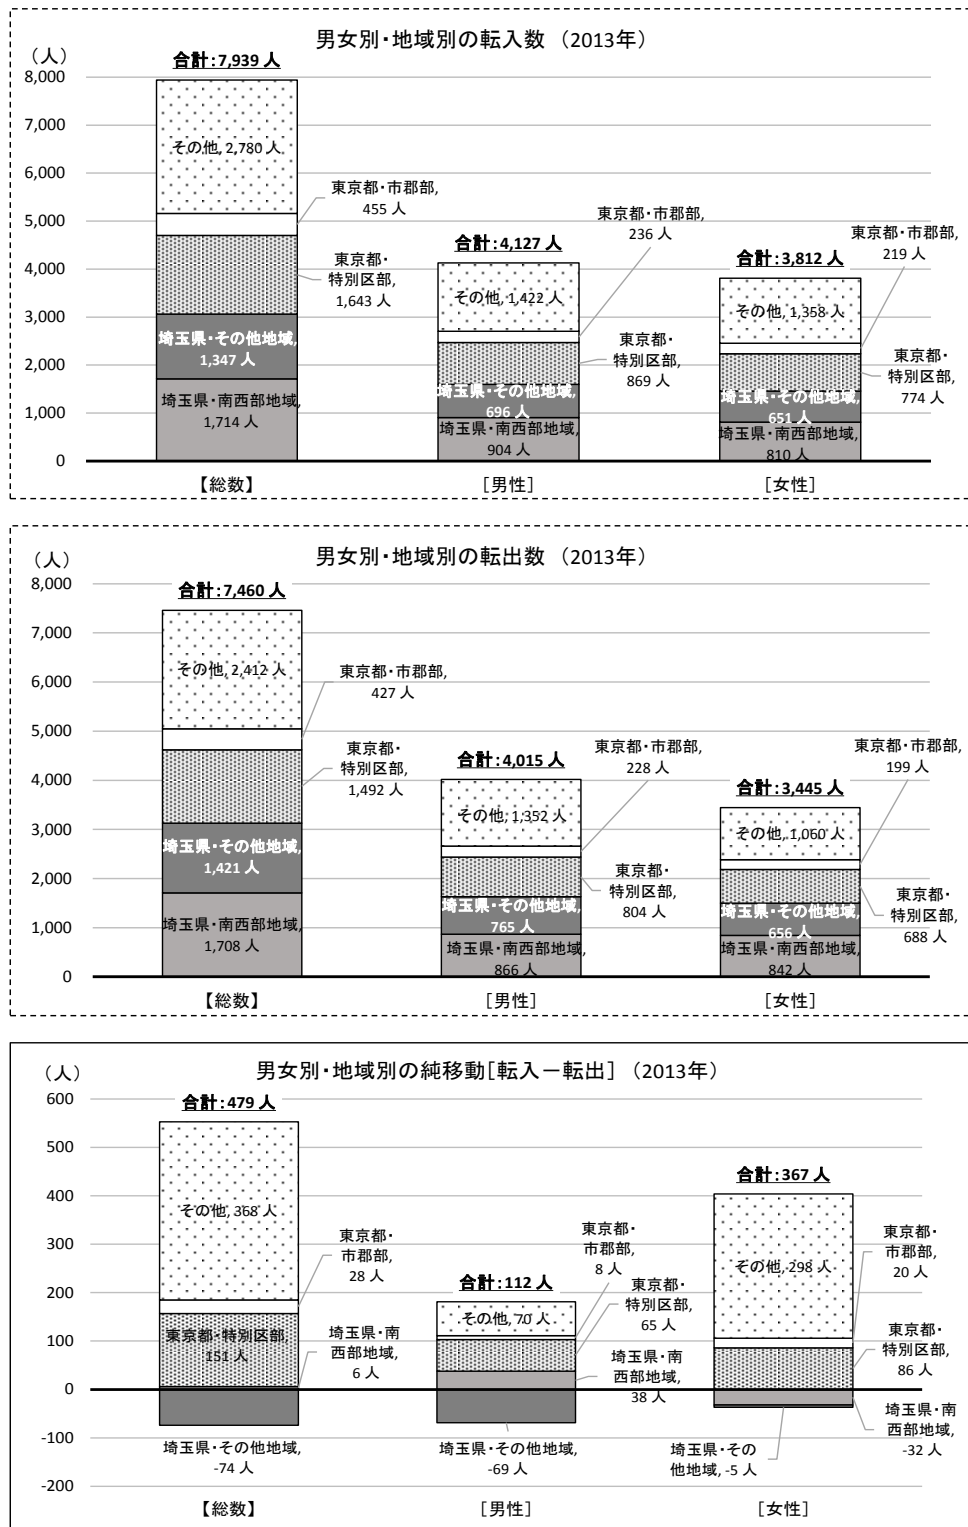 男女別・地域別の転入数 (2013年)
(人)
合計:7,939 人
8,000
7,000
6,000
5,000
4,000
3,000
2,000
1,000
0
その他, 2,780 人
東京都・市郡部,
455 人
東京都・
特別区部,
1,643 人
埼玉県・その他地域,
1,347 人
埼玉県・南西部地域,
1,714 人
合計:4,127 人
その他, 1,422 人
東京都・市郡部,
236 人
東京都・
特別区部,
869 人
埼玉県・その他地域,
696 人
埼玉県・南西部地域,
904 人
合計:3,812 人
その他, 1,358 人
東京都・市郡部,
219 人
東京都・
特別区部,
774 人
埼玉県・その他地域,
651 人
埼玉県・南西部地域,
810 人
【総数】
[男性]
[女性]
男女別・地域別の転出数 (2013年)
(人)
合計:7,460 人
8,000
7,000
6,000
5,000
4,000
3,000
2,000
1,000
0
その他, 2,412 人
東京都・市郡部,
427 人
東京都・
特別区部,
1,492 人
埼玉県・その他地域,
1,421 人
埼玉県・南西部地域,
1,708 人
合計:4,015 人
その他, 1,352 人
東京都・市郡部,
228 人
東京都・
特別区部,
804 人
埼玉県・その他地域,
765 人
埼玉県・南西部地域,
866 人
合計:3,445 人
その他, 1,060 人
東京都・市郡部,
199 人
東京都・
特別区部,
688 人
埼玉県・その他地域,
656 人
埼玉県・南西部地域,
842 人
【総数】
[男性]
[女性]
男女別・地域別の純移動[転入－転出] (2013年)
(人)
合計:479 人
600
500
400
300
200
100
0
-100
-200
その他, 368 人
東京都・
市郡部,
28 人
東京都・特別区部,
151 人
埼玉県・南
西部地域,
6 人
埼玉県・その他地域,
-74 人
合計:112 人
その他, 70 人
東京都・
市郡部,
8 人
東京都・
特別区部,
65 人
埼玉県・南
西部地域,
38 人
埼玉県・その他地域,
-69 人
合計:367 人
その他, 298 人
東京都・
市郡部,
20 人
東京都・
特別区部,
86 人
埼玉県・南
西部地域,
-32 人
埼玉県・その
他地域, -5 人
【総数】
[男性]
[女性]